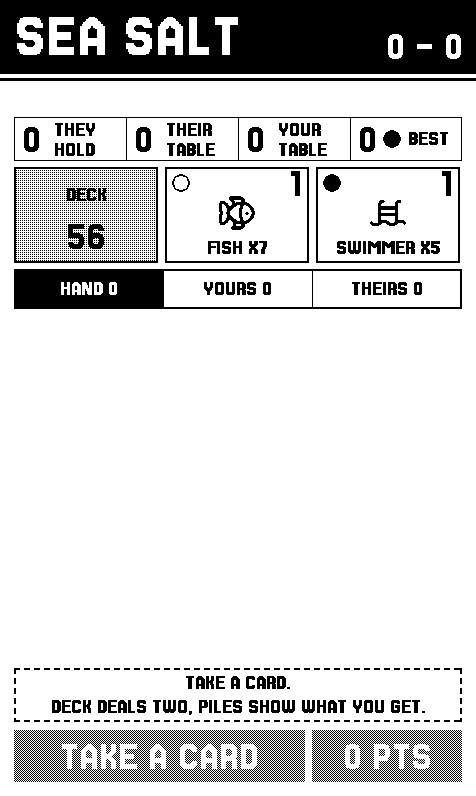 SEA SALT
0 – 0
0 THEY HOLD
0 THEIR TABLE
0 YOUR TABLE
0 BEST
DECK
56
1
FISH X7
1
SWIMMER X5
HAND 0
YOURS 0
THEIRS 0
TAKE A CARD.
DECK DEALS TWO, PILES SHOW WHAT YOU GET.
TAKE A CARD
0 PTS